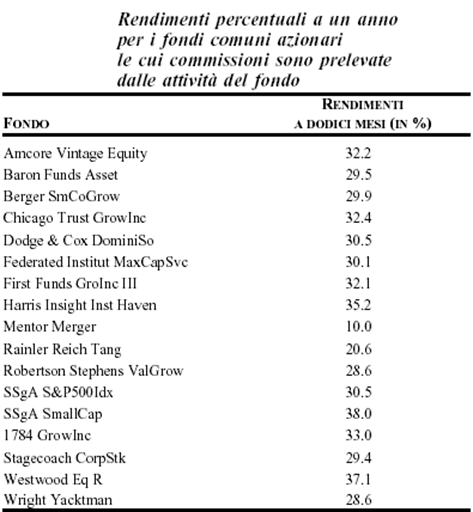 Rendimenti percentuali a un anno
per i fondi comuni azionari
le cui commissioni sono prelevate
dalle attività del fondo
RENDIMENTI
FONDO A DODICI MESI (IN %)
Amcore Vintage Equity 32.2
Baron Funds Asset 29.5
Berger SmCoGrow 29.9
Chicago Trust GrowInc 32.4
Dodge & Cox DominiSo 30.5
Federated Institut MaxCapSvc 30.1
First Funds GroInc III 32.1
Harris Insight Inst Haven 35.2
Mentor Merger 10.0
Rainler Reich Tang 20.6
Robertson Stephens ValGrow 28.6
SSgA S&P500Idx 30.5
SSgA SmallCap 38.0
1784 GrowInc 33.0
Stagecoach CorpStk 29.4
Westwood Eq R 37.1
Wright Yacktman 28.6